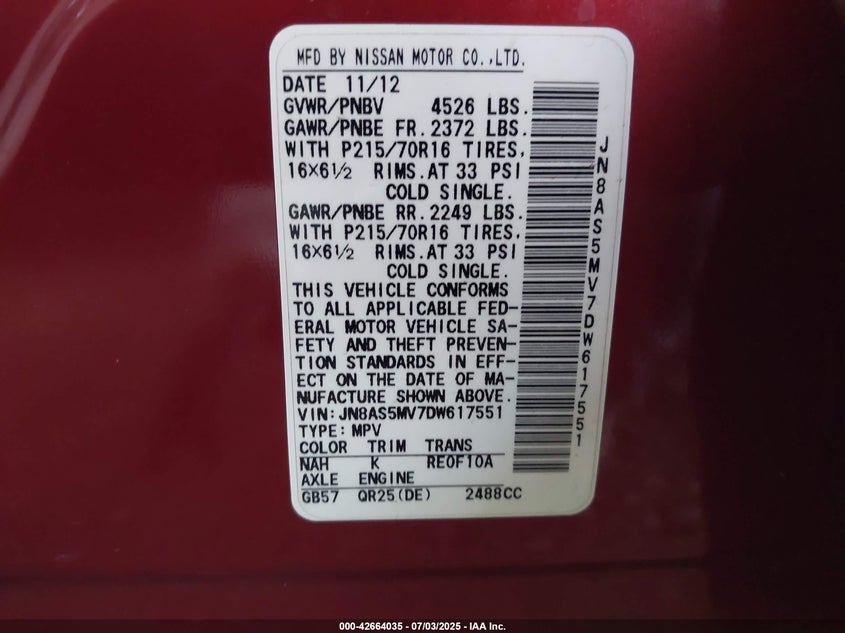 MFD BY NISSAN MOTOR CO.,LTD.
DATE 11/12
GVWR/PNBV 4526 LBS.
GAWR/PNBE FR. 2372 LBS.
WITH P215/70R16 TIRES,
16×6½ RIMS. AT 33 PSI
COLD SINGLE.
GAWR/PNBE RR. 2249 LBS.
WITH P215/70R16 TIRES,
16×6½ RIMS. AT 33 PSI
COLD SINGLE.
THIS VEHICLE CONFORMS
TO ALL APPLICABLE FED-
ERAL MOTOR VEHICLE SA-
FETY AND THEFT PREVEN-
TION STANDARDS IN EFF-
ECT ON THE DATE OF MA-
NUFACTURE SHOWN ABOVE.
VIN: JN8AS5MV7DW617551
TYPE: MPV
COLOR TRIM TRANS
NAH K RE0F10A
AXLE ENGINE
GB57 QR25(DE) 2488CC
JN8AS5MV7DW617551
000-42664035 - 07/03/2025 - IAA Inc.